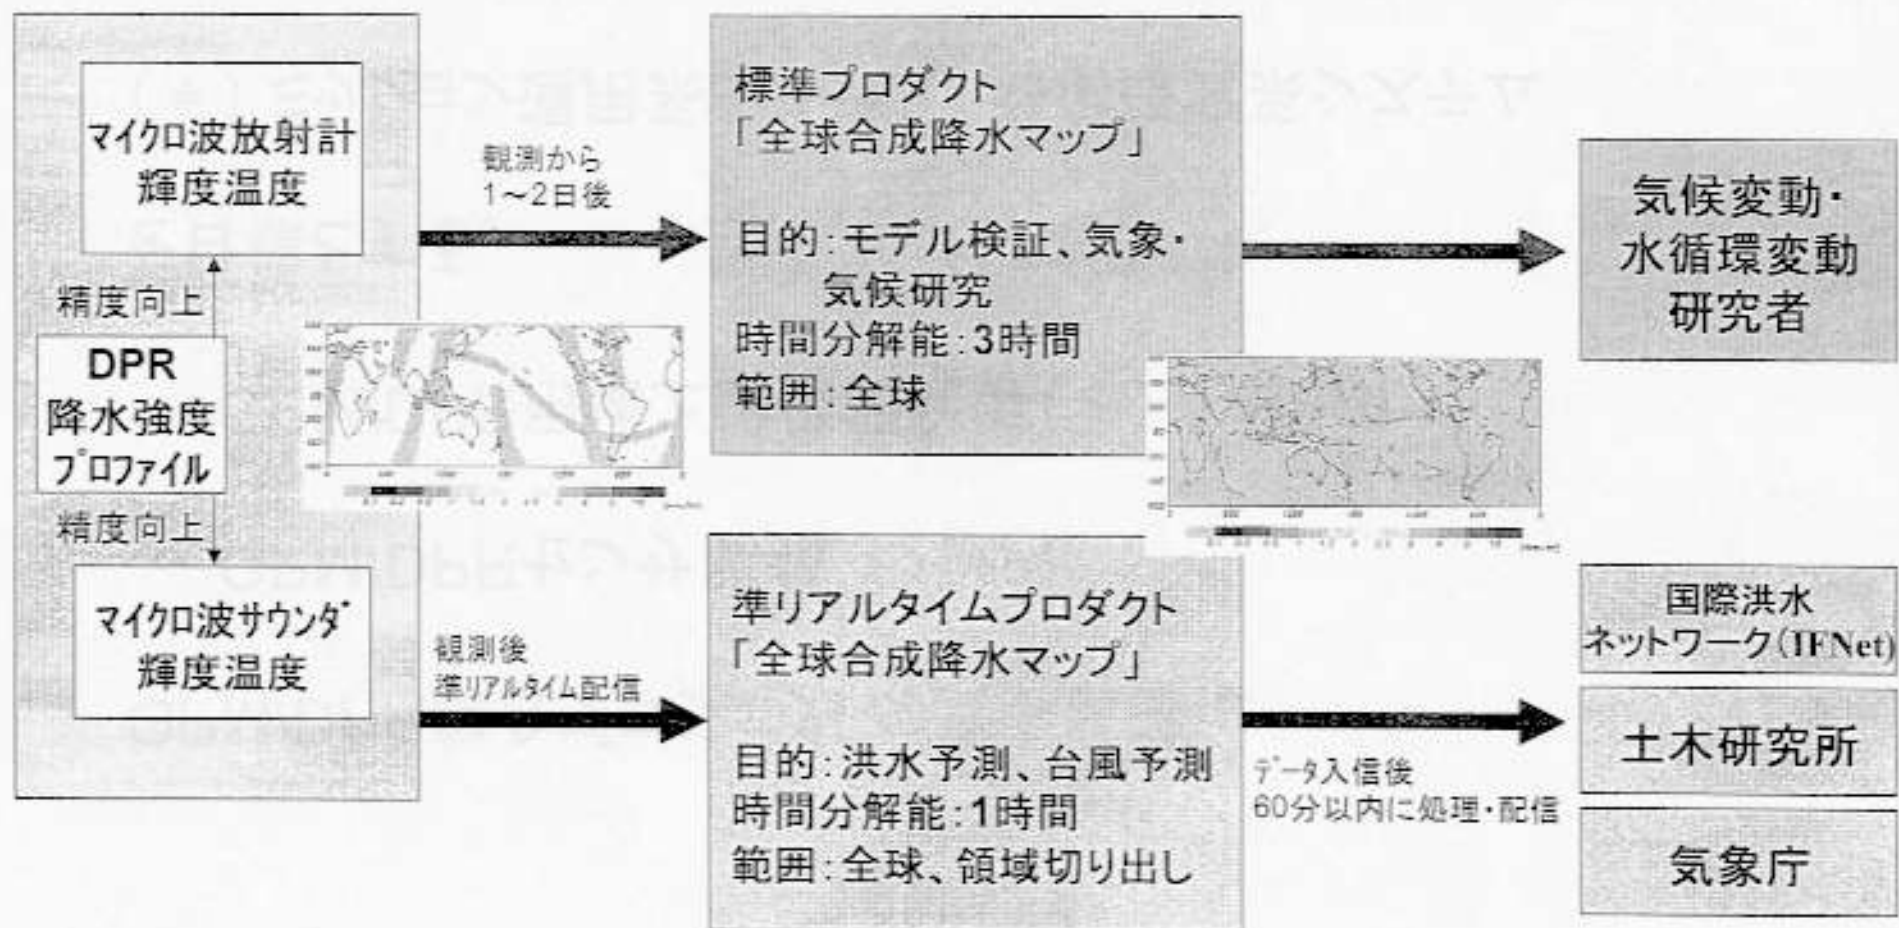 マイクロ波放射計
輝度温度
精度向上
DPR
降水強度
プロファイル
精度向上
マイクロ波サウンダ
輝度温度
観測から
1～2日後
観測後
準リアルタイム配信
標準プロダクト
「全球合成降水マップ」
目的:モデル検証、気象・
気候研究
時間分解能:3時間
範囲:全球
準リアルタイムプロダクト
「全球合成降水マップ」
目的:洪水予測、台風予測
時間分解能:1時間
範囲:全球、領域切り出し
データ入信後
60分以内に処理・配信
気候変動・
水循環変動
研究者
国際洪水
ネットワーク(IFNet)
土木研究所
気象庁